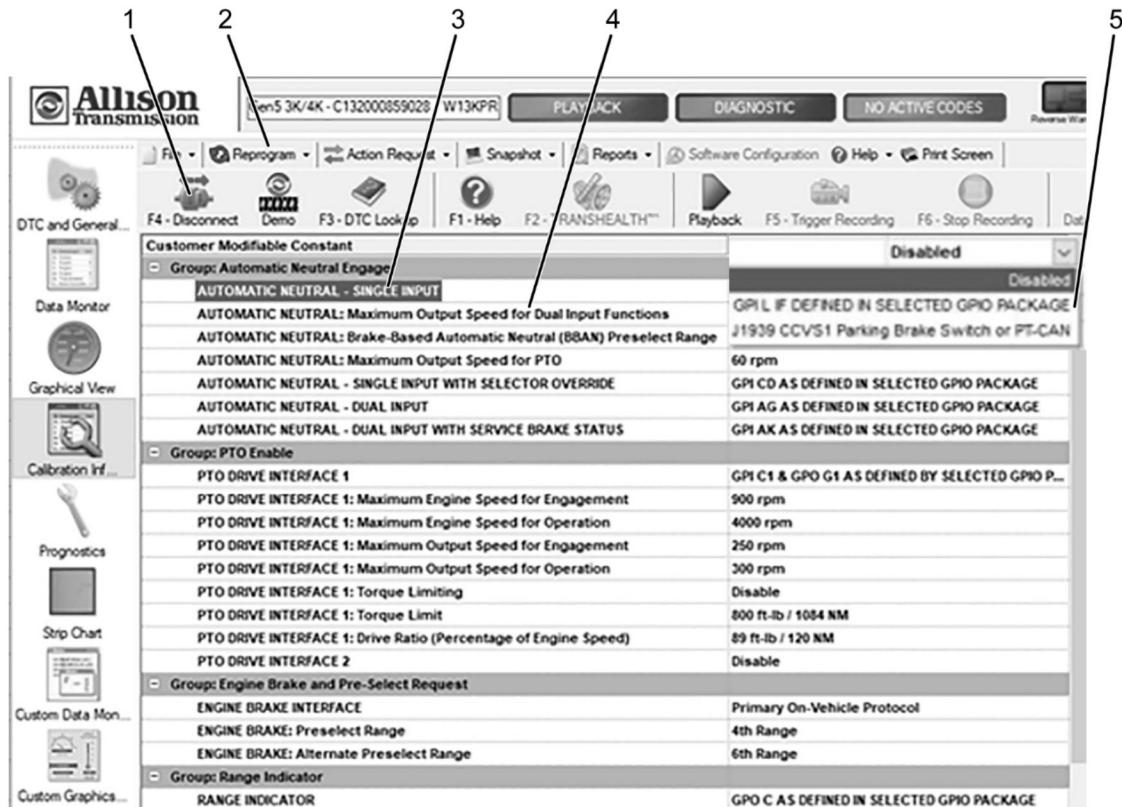 1 2 3 4 5
Allison
Transmission
Gen5 3K/4K - C132000859028 - W13KPR PLAYBACK DIAGNOSTIC NO ACTIVE CODES
Reverse War
File Reprogram Action Request Snapshot Reports Software Configuration Help Print Screen
F4 - Disconnect Demo F3 - DTC Lookup F1 - Help F2 - TRANSHEALTH™ Playback F5 - Trigger Recording F6 - Stop Recording Dat
DTC and General...
Data Monitor
Graphical View
Calibration Inf...
Prognostics
Strip Chart
Custom Data Mon...
Custom Graphics...
Customer Modifiable Constant Disabled
Group: Automatic Neutral Engage Disabled
AUTOMATIC NEUTRAL - SINGLE INPUT GPI L IF DEFINED IN SELECTED GPIO PACKAGE
AUTOMATIC NEUTRAL: Maximum Output Speed for Dual Input Functions J1939 CCVS1 Parking Brake Switch or PT-CAN
AUTOMATIC NEUTRAL: Brake-Based Automatic Neutral (BBAN) Preselect Range
AUTOMATIC NEUTRAL: Maximum Output Speed for PTO 60 rpm
AUTOMATIC NEUTRAL - SINGLE INPUT WITH SELECTOR OVERRIDE GPI CD AS DEFINED IN SELECTED GPIO PACKAGE
AUTOMATIC NEUTRAL - DUAL INPUT GPI AG AS DEFINED IN SELECTED GPIO PACKAGE
AUTOMATIC NEUTRAL - DUAL INPUT WITH SERVICE BRAKE STATUS GPI AK AS DEFINED IN SELECTED GPIO PACKAGE
Group: PTO Enable
PTO DRIVE INTERFACE 1 GPI C1 & GPO G1 AS DEFINED BY SELECTED GPIO P...
PTO DRIVE INTERFACE 1: Maximum Engine Speed for Engagement 900 rpm
PTO DRIVE INTERFACE 1: Maximum Engine Speed for Operation 4000 rpm
PTO DRIVE INTERFACE 1: Maximum Output Speed for Engagement 250 rpm
PTO DRIVE INTERFACE 1: Maximum Output Speed for Operation 300 rpm
PTO DRIVE INTERFACE 1: Torque Limiting Disable
PTO DRIVE INTERFACE 1: Torque Limit 800 ft-lb / 1084 NM
PTO DRIVE INTERFACE 1: Drive Ratio (Percentage of Engine Speed) 89 ft-lb / 120 NM
PTO DRIVE INTERFACE 2 Disable
Group: Engine Brake and Pre-Select Request
ENGINE BRAKE INTERFACE Primary On-Vehicle Protocol
ENGINE BRAKE: Preselect Range 4th Range
ENGINE BRAKE: Alternate Preselect Range 6th Range
Group: Range Indicator
RANGE INDICATOR GPO C AS DEFINED IN SELECTED GPIO PACKAGE